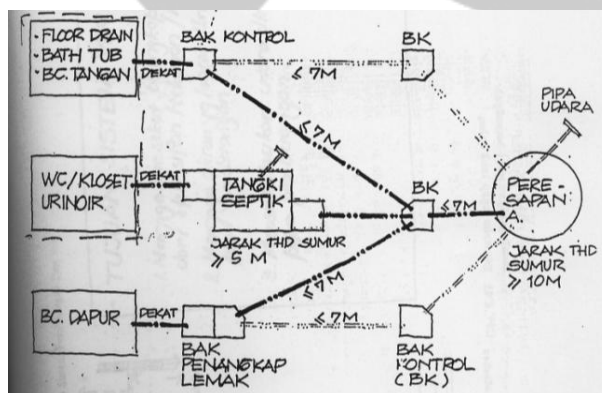 • FLOOR DRAIN
• BATH TUB
• BC. TANGAN
DEKAT
BAK KONTROL
≤ 7M
BK
PIPA
UDARA
≤ 7M
WC/KLOSET
URINOIR
DEKAT
TANGKI
SEPTIK
JARAK THD SUMUR
≥ 5 M
BK
≤ 7M
PERE-
SAPAN
A.
JARAK THD
SUMUR
≥ 10M
≤ 7M
BC. DAPUR
DEKAT
BAK
PENANGKAP
LEMAK
≤ 7M
BAK
KONTROL
(BK)